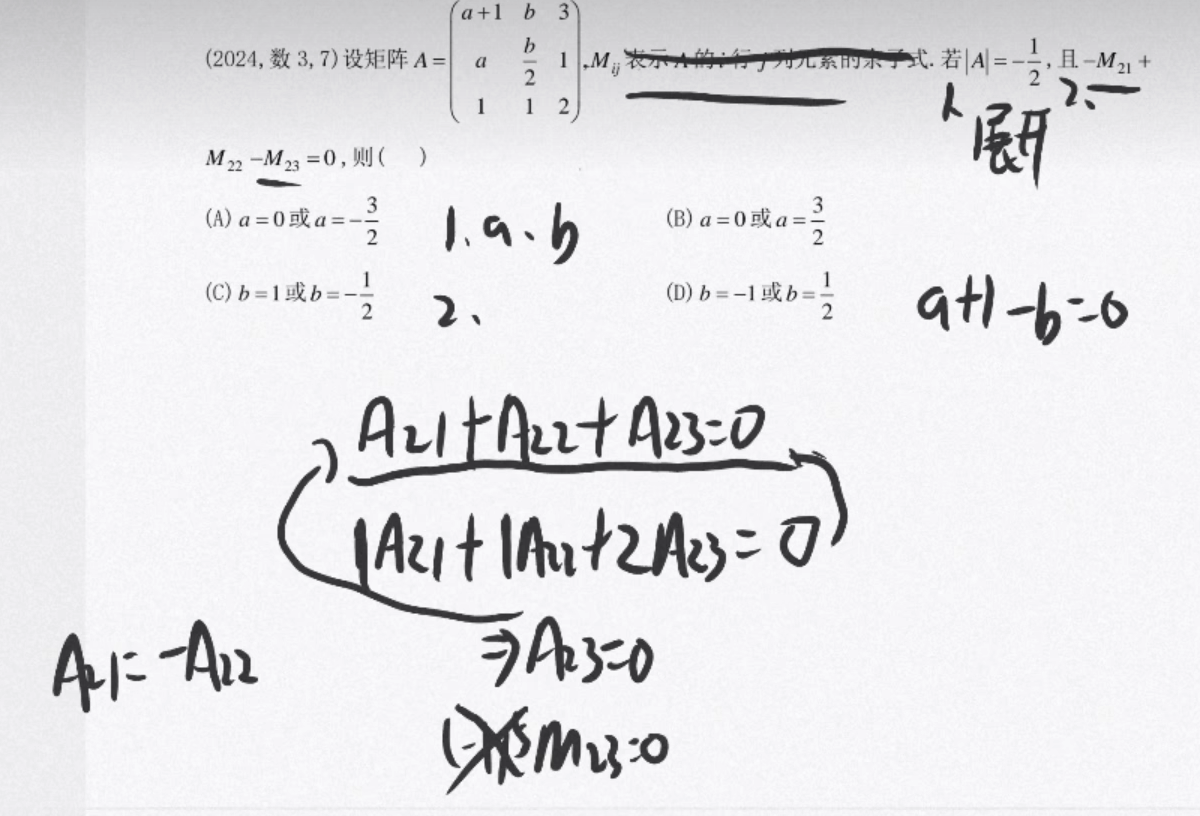 (2024,数3,7)设矩阵 A = ( a+1 b 3 ; a b/2 1 ; 1 1 2 ), M_ij 表示 A 的 i 行 j 列元素的余子式. 若|A| = -1/2, 且 -M_21 +
1、展开 2、
M_22 - M_23 = 0, 则( )
(A) a = 0 或 a = -3/2 (B) a = 0 或 a = 3/2
1、a、b
(C) b = 1 或 b = -1/2 (D) b = -1 或 b = 1/2
2、
a+1-b=0
A21+A22+A23=0
1A21+1A22+2A23=0
⇒A23=0
A21=-A22
M23=0